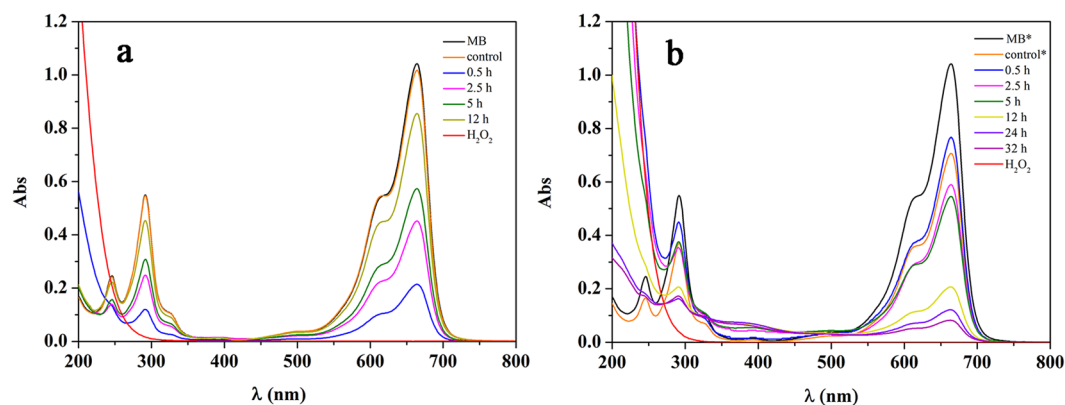 a
Abs
1.2
1.0
0.8
0.6
0.4
0.2
0.0
200 300 400 500 600 700 800
λ (nm)
MB
control
0.5 h
2.5 h
5 h
12 h
H₂O₂
b
Abs
1.2
1.0
0.8
0.6
0.4
0.2
0.0
200 300 400 500 600 700 800
λ (nm)
MB*
control*
0.5 h
2.5 h
5 h
12 h
24 h
32 h
H₂O₂